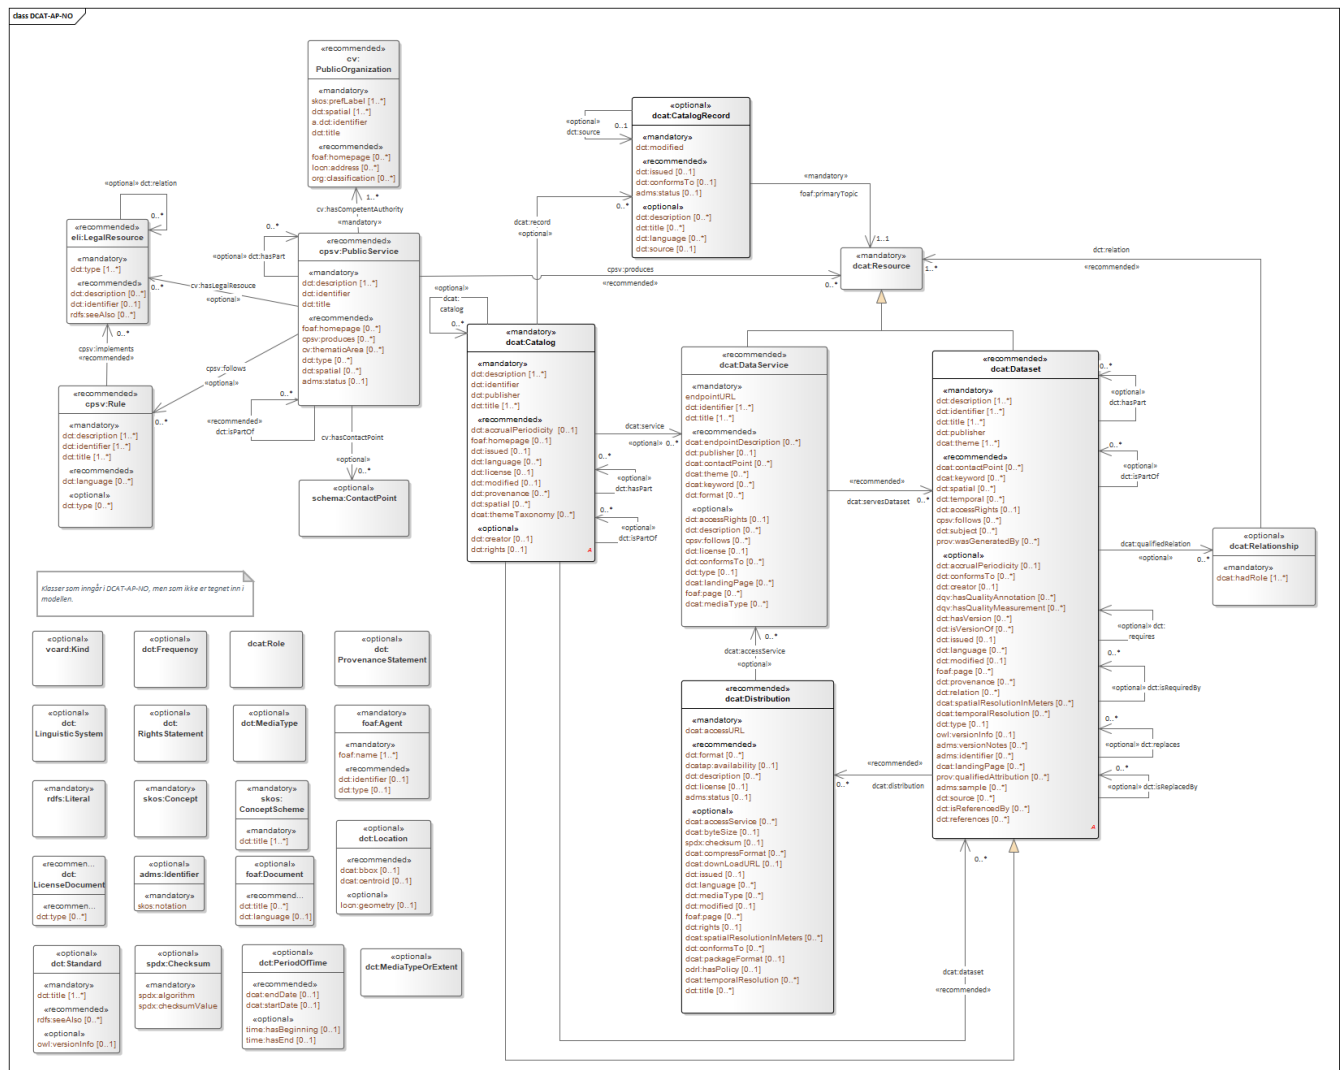 class DCAT-AP-NO
«recommended»
cv:
PublicOrganization
«mandatory»
skos:prefLabel [1..*]
dct:spatial [1..*]
a.dct:identifier
dct:title
«recommended»
foaf:homepage [0..*]
locn:address [0..*]
org:classification [0..*]
1..*
cv:hasCompetentAuthority
«mandatory»
«optional»
dcat:CatalogRecord
«mandatory»
dct:modified
«recommended»
dct:issued [0..1]
dct:conformsTo [0..1]
adms:status [0..1]
«optional»
dct:description [0..*]
dct:title [0..*]
dct:language [0..*]
dct:source [0..1]
«optional»
dct:source
0..1
0..*
dcat:record
«optional»
«mandatory»
foaf:primaryTopic
1..1
«mandatory»
dcat:Resource
0..*
1..*
dct:relation
«recommended»
«optional» dct:relation
0..*
«recommended»
eli:LegalResource
«mandatory»
dct:type [1..*]
«recommended»
dct:description [0..*]
dct:identifier [0..1]
rdfs:seeAlso [0..*]
0..*
cv:hasLegalResouce
«optional»
0..*
cpsv:implements
«recommended»
«recommended»
cpsv:Rule
«mandatory»
dct:description [1..*]
dct:identifier [1..*]
dct:title [1..*]
«recommended»
dct:language [0..*]
«optional»
dct:type [0..*]
0..*
cpsv:follows
«optional»
0..*
«optional» dct:hasPart
«recommended»
cpsv:PublicService
«mandatory»
dct:description [1..*]
dct:identifier
dct:title
«recommended»
foaf:homepage [0..*]
cpsv:produces [0..*]
cv:thematicArea [0..*]
dct:type [0..*]
dct:spatial [0..*]
adms:status [0..1]
0..*
«recommended»
dct:isPartOf
cv:hasContactPoint
«optional»
0..*
«optional»
schema:ContactPoint
cpsv:produces
«recommended»
«optional»
dcat:
catalog
0..*
«mandatory»
dcat:Catalog
«mandatory»
dct:description [1..*]
dct:identifier
dct:publisher
dct:title [1..*]
«recommended»
dct:accrualPeriodicity [0..1]
foaf:homepage [0..1]
dct:issued [0..1]
dct:language [0..*]
dct:license [0..1]
dct:modified [0..1]
dct:provenance [0..*]
dct:spatial [0..*]
dcat:themeTaxonomy [0..*]
«optional»
dct:creator [0..1]
dct:rights [0..1]
A
dcat:service
«optional» 0..*
0..*
«optional»
dct:hasPart
0..*
«optional»
dct:isPartOf
«recommended»
dcat:DataService
«mandatory»
endpointURL
dct:identifier [1..*]
dct:title [1..*]
«recommended»
dcat:endpointDescription [0..*]
dct:publisher [0..1]
dcat:contactPoint [0..*]
dcat:theme [0..*]
dcat:keyword [0..*]
dct:format [0..*]
«optional»
dct:accessRights [0..1]
dct:description [0..*]
cpsv:follows [0..*]
dct:license [0..1]
dct:conformsTo [0..*]
dct:type [0..1]
dcat:landingPage [0..*]
foaf:page [0..*]
dcat:mediaType [0..*]
«recommended»
dcat:servesDataset 0..*
0..*
dcat:accessService
«optional»
«recommended»
dcat:Distribution
«mandatory»
dcat:accessURL
«recommended»
dct:format [0..*]
dcatap:availability [0..1]
dct:description [0..*]
dct:license [0..1]
adms:status [0..1]
«optional»
dcat:accessService [0..*]
dcat:byteSize [0..1]
spdx:checksum [0..1]
dcat:compressFormat [0..*]
dcat:downLoadURL [0..1]
dct:issued [0..1]
dct:language [0..*]
dct:mediaType [0..*]
dct:modified [0..1]
foaf:page [0..*]
dct:rights [0..1]
dcat:spatialResolutionInMeters [0..*]
dct:conformsTo [0..*]
dcat:packageFormat [0..1]
odrl:hasPolicy [0..1]
dcat:temporalResolution [0..*]
dct:title [0..*]
«recommended»
dcat:distribution
0..*
«recommended»
dcat:Dataset
«mandatory»
dct:description [1..*]
dct:identifier [1..*]
dct:title [1..*]
dct:publisher
dcat:theme [1..*]
«recommended»
dcat:contactPoint [0..*]
dcat:keyword [0..*]
dct:spatial [0..*]
dct:temporal [0..*]
dct:accessRights [0..1]
cpsv:follows [0..*]
dct:subject [0..*]
prov:wasGeneratedBy [0..*]
«optional»
dct:accrualPeriodicity [0..1]
dct:conformsTo [0..*]
dct:creator [0..1]
dqv:hasQualityAnnotation [0..*]
dqv:hasQualityMeasurement [0..*]
dct:hasVersion [0..*]
dct:isVersionOf [0..*]
dct:issued [0..1]
dct:language [0..*]
dct:modified [0..1]
foaf:page [0..*]
dct:provenance [0..*]
dct:relation [0..*]
dcat:spatialResolutionInMeters [0..*]
dcat:temporalResolution [0..*]
dct:type [0..1]
owl:versionInfo [0..1]
adms:versionNotes [0..*]
adms:identifier [0..*]
dcat:landingPage [0..*]
prov:qualifiedAttribution [0..*]
adms:sample [0..*]
dct:source [0..*]
dct:isReferencedBy [0..*]
dct:references [0..*]
A
0..*
«optional»
dct:hasPart
0..*
«optional»
dct:isPartOf
dcat:qualifiedRelation
«optional»
0..*
«optional»
dcat:Relationship
«mandatory»
dcat:hadRole [1..*]
0..*
«optional» dct:
requires
0..*
«optional» dct:isRequiredBy
0..*
«optional» dct:replaces
0..*
«optional» dct:isReplacedBy
0..*
dcat:dataset
«recommended»
Klasser som inngår i DCAT-AP-NO, men som ikke er tegnet inn i
modellen.
«optional»
vcard:Kind
«optional»
dct:Frequency
dcat:Role
«optional»
dct:
ProvenanceStatement
«optional»
dct:
LinguisticSystem
«optional»
dct:
RightsStatement
«optional»
dct:MediaType
«mandatory»
foaf:Agent
«mandatory»
foaf:name [1..*]
«recommended»
dct:identifier [0..1]
dct:type [0..1]
«mandatory»
rdfs:Literal
«mandatory»
skos:Concept
«mandatory»
skos:
ConceptScheme
«mandatory»
dct:title [1..*]
«optional»
dct:Location
«recommended»
dcat:bbox [0..1]
dcat:centroid [0..1]
«optional»
locn:geometry [0..1]
«recommen...
dct:
LicenseDocument
«recommen...
dct:type [0..*]
«optional»
adms:Identifier
«mandatory»
skos:notation
«optional»
foaf:Document
«recommend...
dct:title [0..*]
dct:language [0..1]
«optional»
dct:Standard
«mandatory»
dct:title [1..*]
«recommended»
rdfs:seeAlso [0..*]
«optional»
owl:versionInfo [0..1]
«optional»
spdx:Checksum
«mandatory»
spdx:algorithm
spdx:checksumValue
«optional»
dct:PeriodOfTime
«recommended»
dcat:endDate [0..1]
dcat:startDate [0..1]
«optional»
time:hasBeginning [0..1]
time:hasEnd [0..1]
«optional»
dct:MediaTypeOrExtent